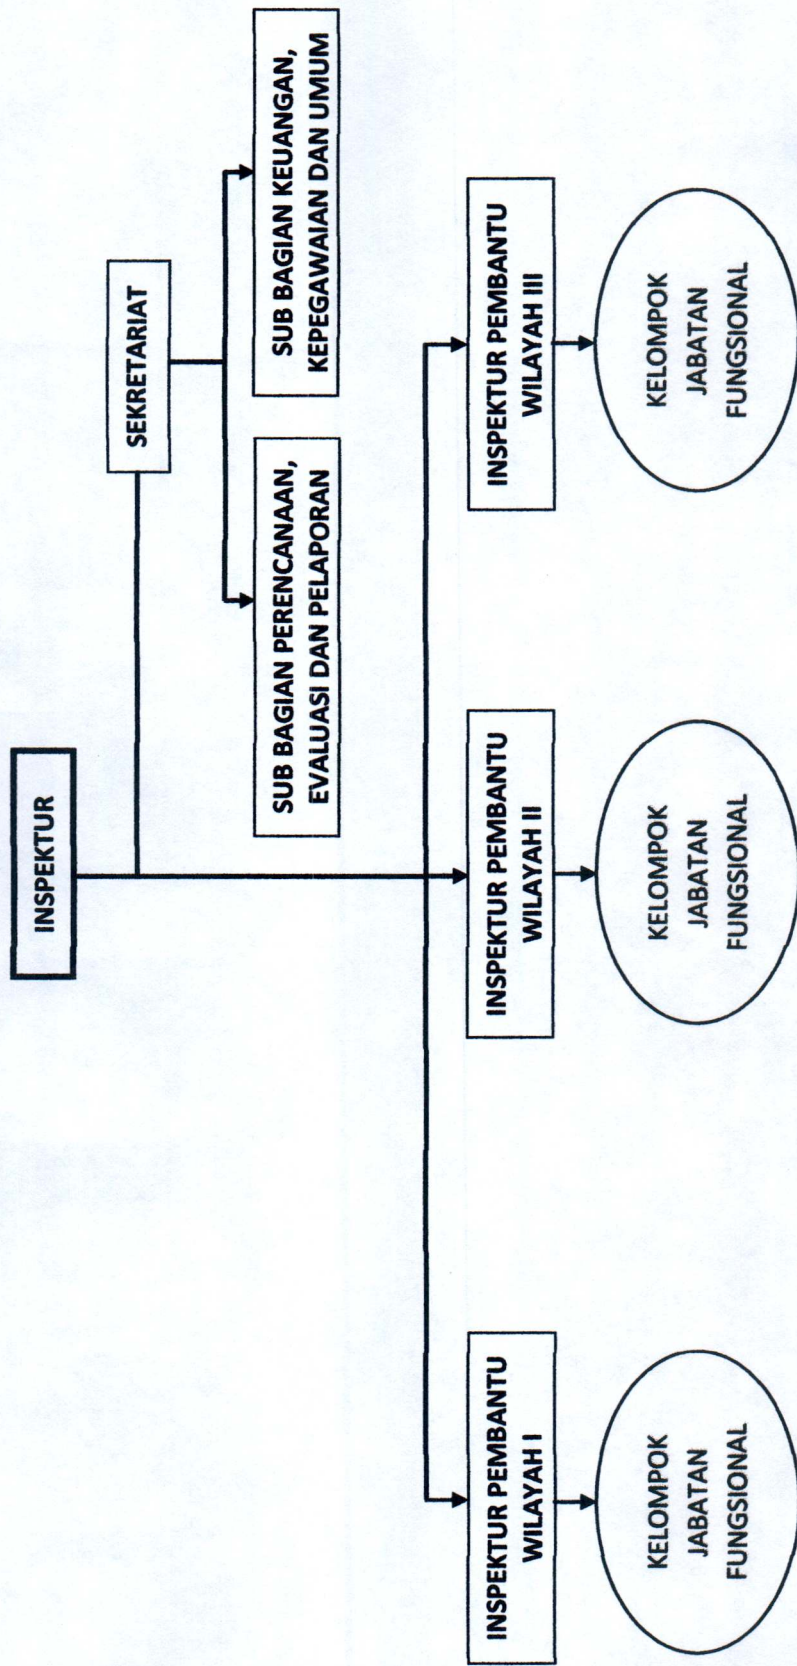 INSPEKTUR
SEKRETARIAT
SUB BAGIAN PERENCANAAN,
EVALUASI DAN PELAPORAN
SUB BAGIAN KEUANGAN,
KEPEGAWAIAN DAN UMUM
INSPEKTUR PEMBANTU
WILAYAH I
INSPEKTUR PEMBANTU
WILAYAH II
INSPEKTUR PEMBANTU
WILAYAH III
KELOMPOK
JABATAN
FUNGSIONAL
KELOMPOK
JABATAN
FUNGSIONAL
KELOMPOK
JABATAN
FUNGSIONAL